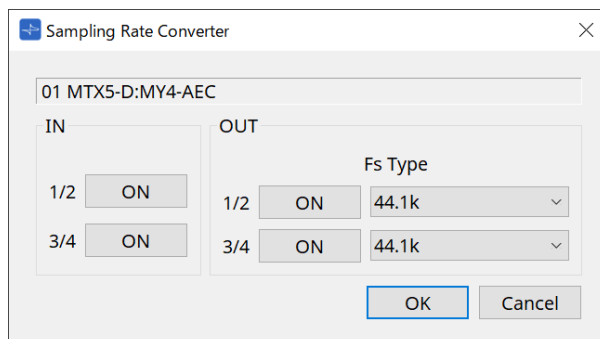 Sampling Rate Converter
01 MTX5-D:MY4-AEC
IN
1/2 ON
3/4 ON
OUT
Fs Type
1/2 ON 44.1k
3/4 ON 44.1k
OK Cancel